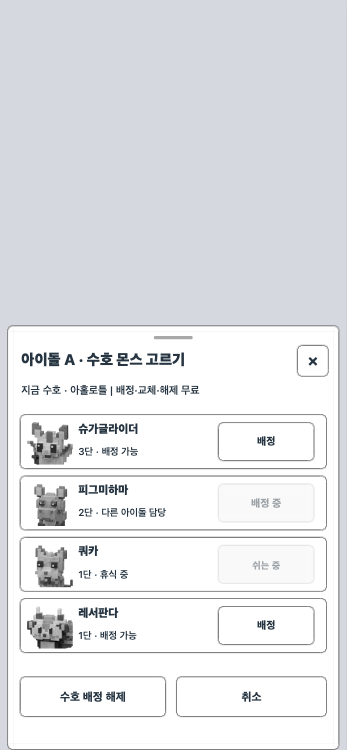 아이돌 A · 수호 몬스 고르기
×
지금 수호 · 아홀로틀 | 배정·교체·해제 무료
슈가글라이더
3단 · 배정 가능
배정
피그미하마
2단 · 다른 아이돌 담당
배정 중
쿼카
1단 · 휴식 중
쉬는 중
레서판다
1단 · 배정 가능
배정
수호 배정 해제
취소